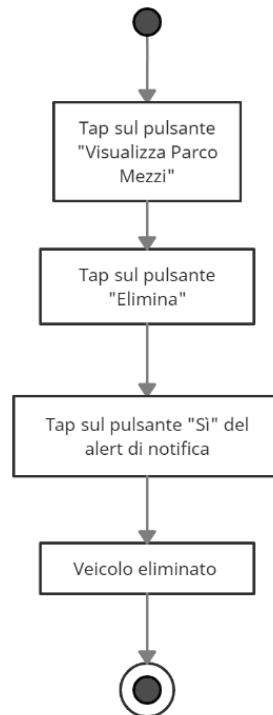 Tap sul pulsante
"Visualizza Parco
Mezzi"
Tap sul pulsante
"Elimina"
Tap sul pulsante "Sì" del
alert di notifica
Veicolo eliminato